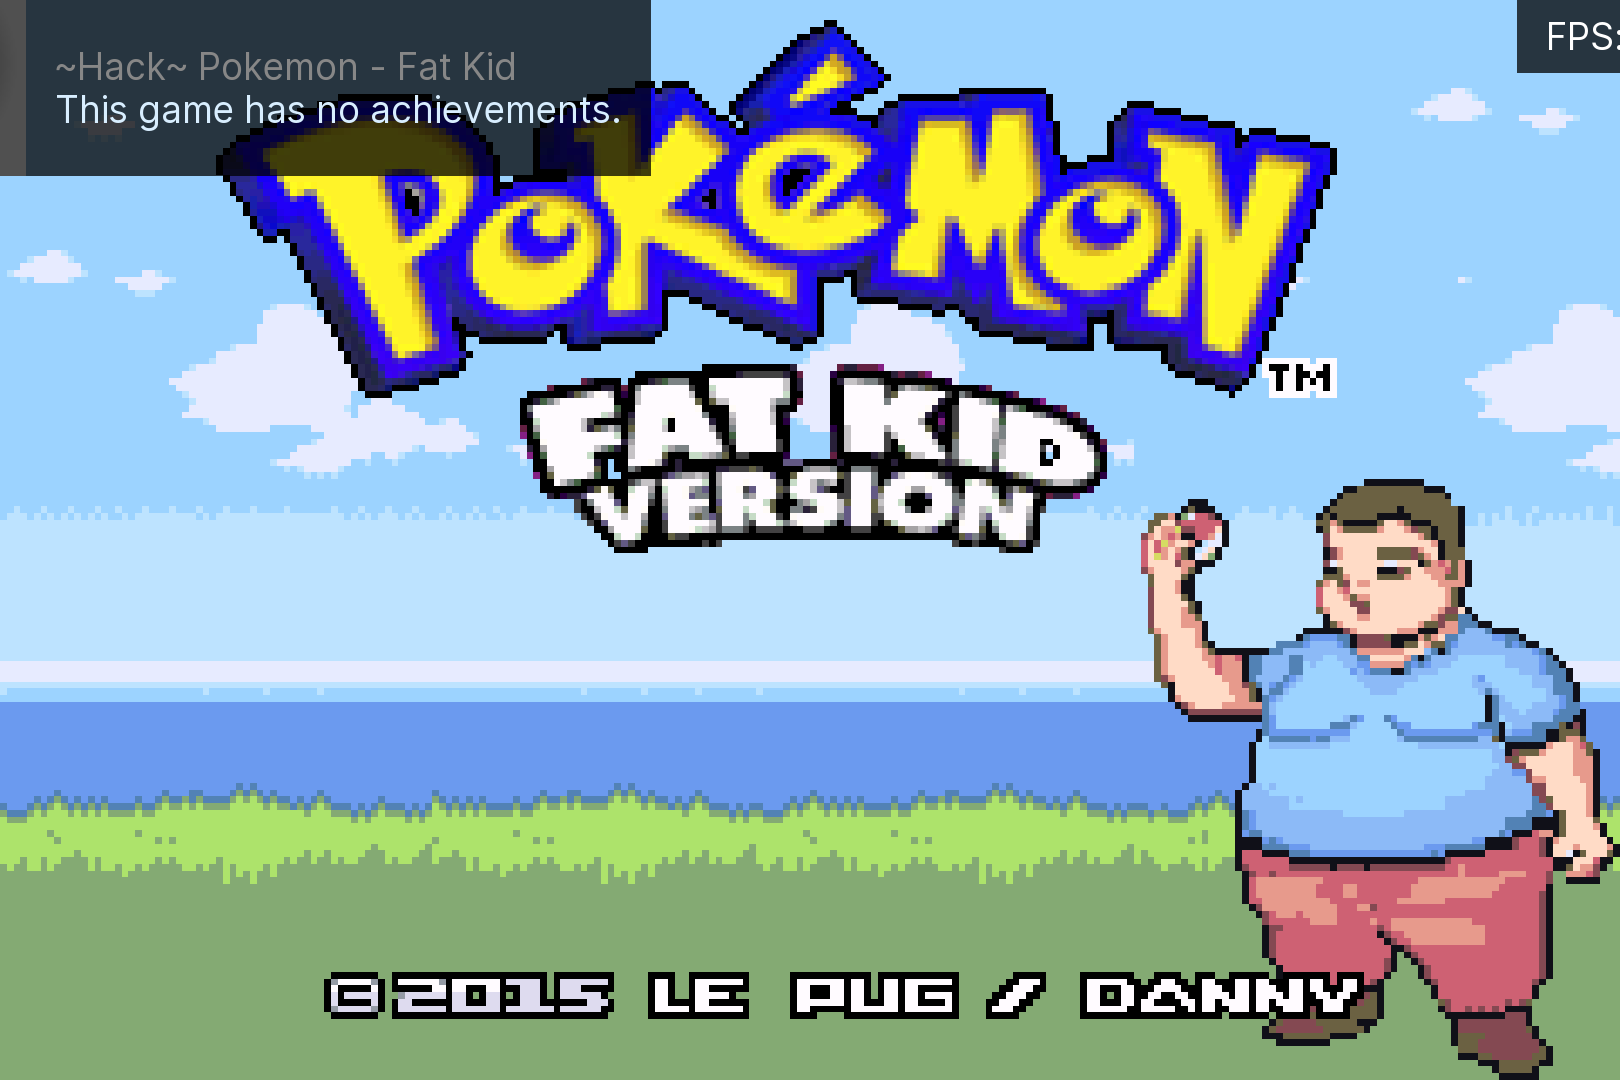 ~Hack~ Pokemon - Fat Kid
This game has no achievements.
FPS:
POKéMON
TM
FAT KID
VERSION
©2015 LE PUG / DANNY